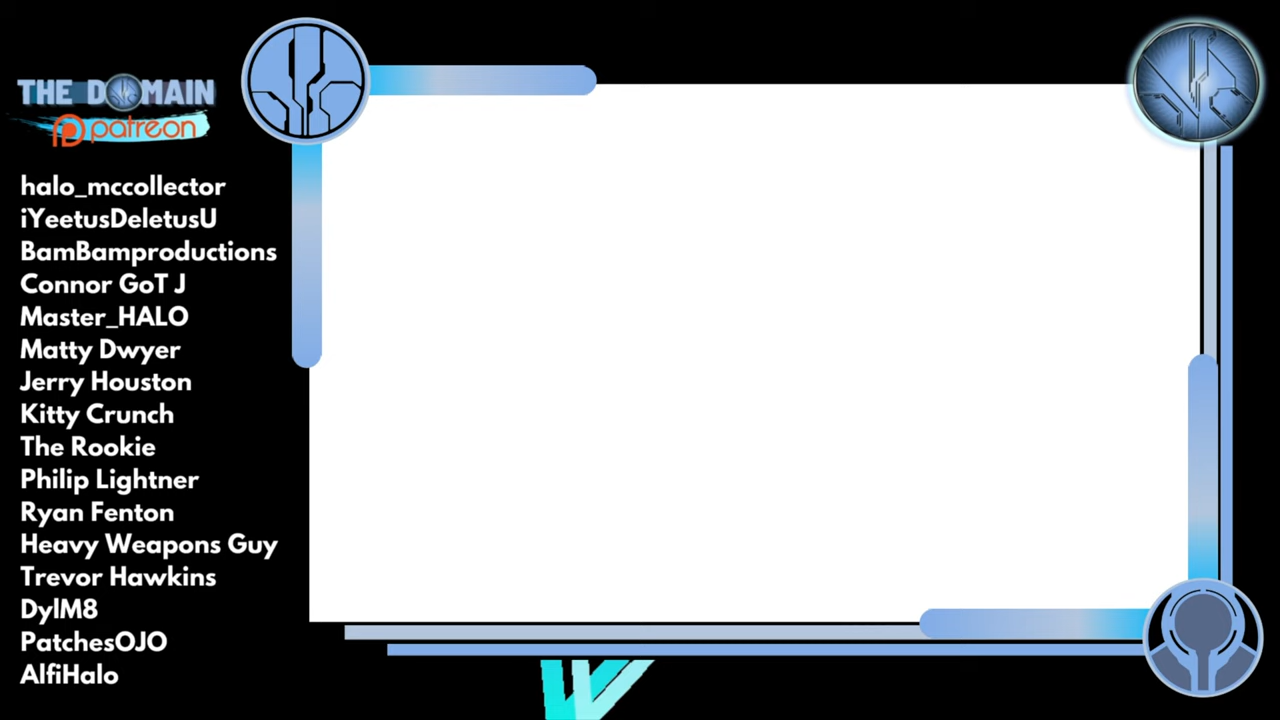 THE DOMAIN
patreon
halo_mccollector
iYeetusDeletusU
BamBamproductions
Connor GoT J
Master_HALO
Matty Dwyer
Jerry Houston
Kitty Crunch
The Rookie
Philip Lightner
Ryan Fenton
Heavy Weapons Guy
Trevor Hawkins
DylM8
PatchesOJO
AlfiHalo